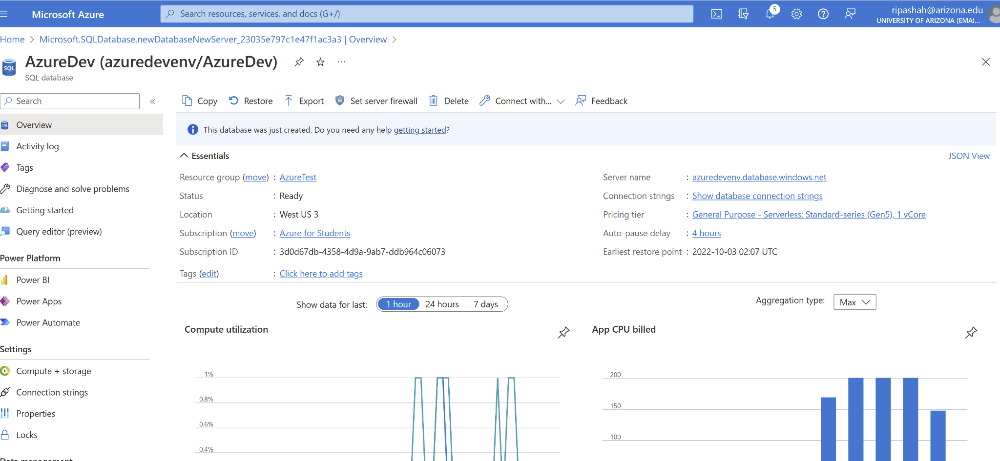 Microsoft Azure
Search resources, services, and docs (G+/)
5
ripashah@arizona.edu
UNIVERSITY OF ARIZONA (EMAI...
Home > Microsoft.SQLDatabase.newDatabaseNewServer_23035e797c1e47f1ac3a3 | Overview >
SQL
AzureDev (azuredevenv/AzureDev)
SQL database
Search
Copy Restore Export Set server firewall Delete Connect with... Feedback
This database was just created. Do you need any help getting started?
Overview
Activity log
Tags
Diagnose and solve problems
Getting started
Query editor (preview)
Power Platform
Power BI
Power Apps
Power Automate
Settings
Compute + storage
Connection strings
Properties
Locks
Data management
Essentials
JSON View
Resource group (move) : AzureTest
Status : Ready
Location : West US 3
Subscription (move) : Azure for Students
Subscription ID : 3d0d67db-4358-4d9a-9ab7-ddb964c06073
Tags (edit) : Click here to add tags
Server name : azuredevenv.database.windows.net
Connection strings : Show database connection strings
Pricing tier : General Purpose - Serverless: Standard-series (Gen5), 1 vCore
Auto-pause delay : 4 hours
Earliest restore point : 2022-10-03 02:07 UTC
Show data for last: 1 hour 24 hours 7 days
Aggregation type: Max
Compute utilization
1%
0.8%
0.6%
0.4%
App CPU billed
200
150
100